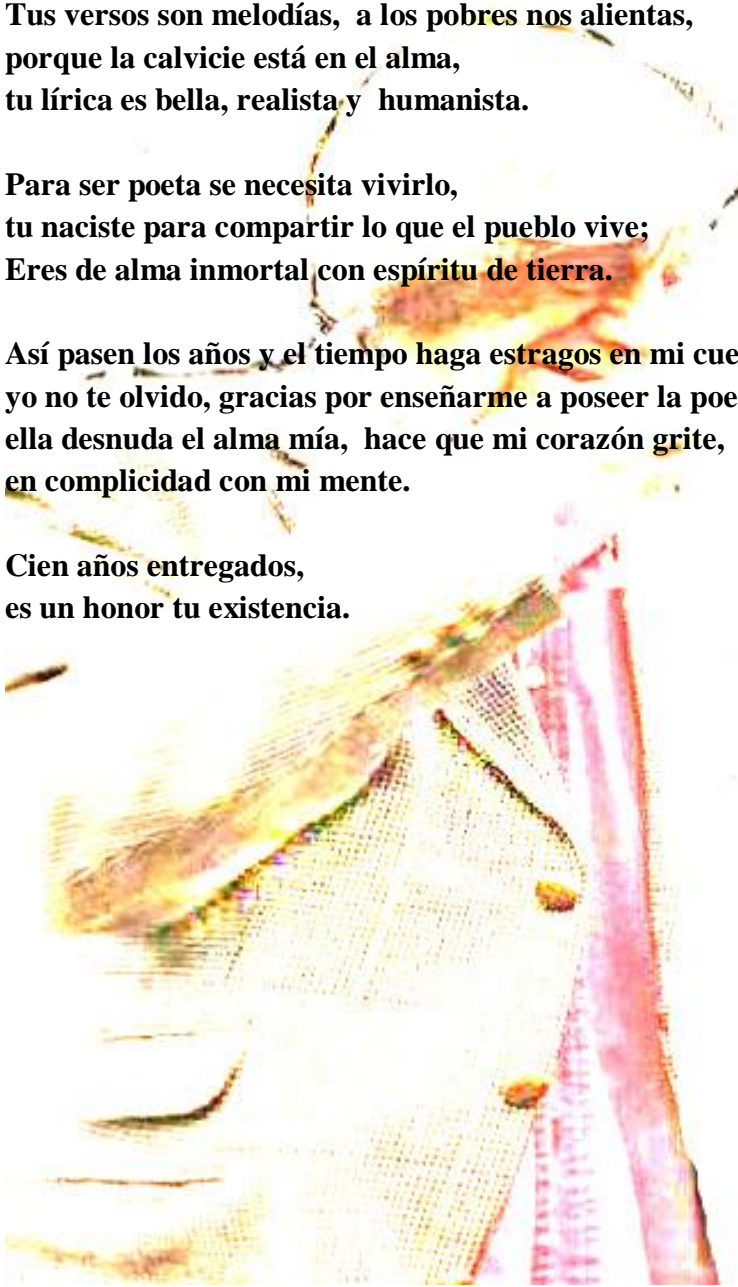 Tus versos son melodías, a los pobres nos alientas,
porque la calvicie está en el alma,
tu lírica es bella, realista y humanista.
Para ser poeta se necesita vivirlo,
tu naciste para compartir lo que el pueblo vive;
Eres de alma inmortal con espíritu de tierra.
Así pasen los años y el tiempo haga estragos en mi cue
yo no te olvido, gracias por enseñarme a poseer la poe
ella desnuda el alma mía, hace que mi corazón grite,
en complicidad con mi mente.
Cien años entregados,
es un honor tu existencia.